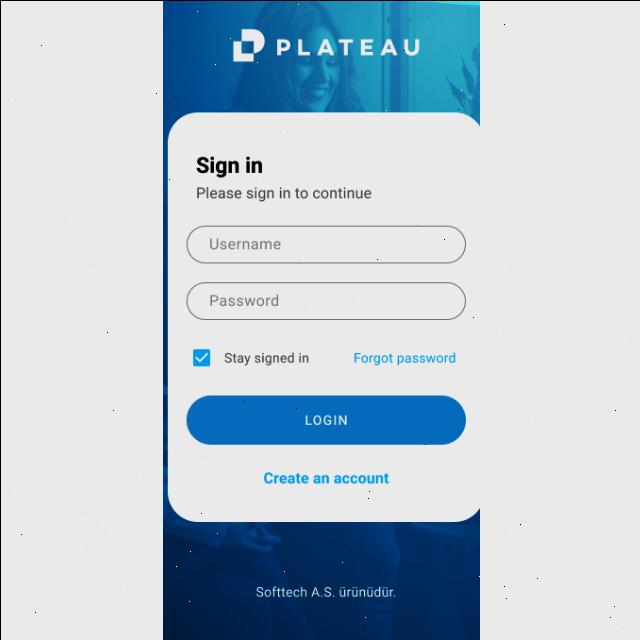 PLATEAU
Sign in
Please sign in to continue
Username
Password
Stay signed in
Forgot password
LOGIN
Create an account
Softtech A.S. ürünüdür.